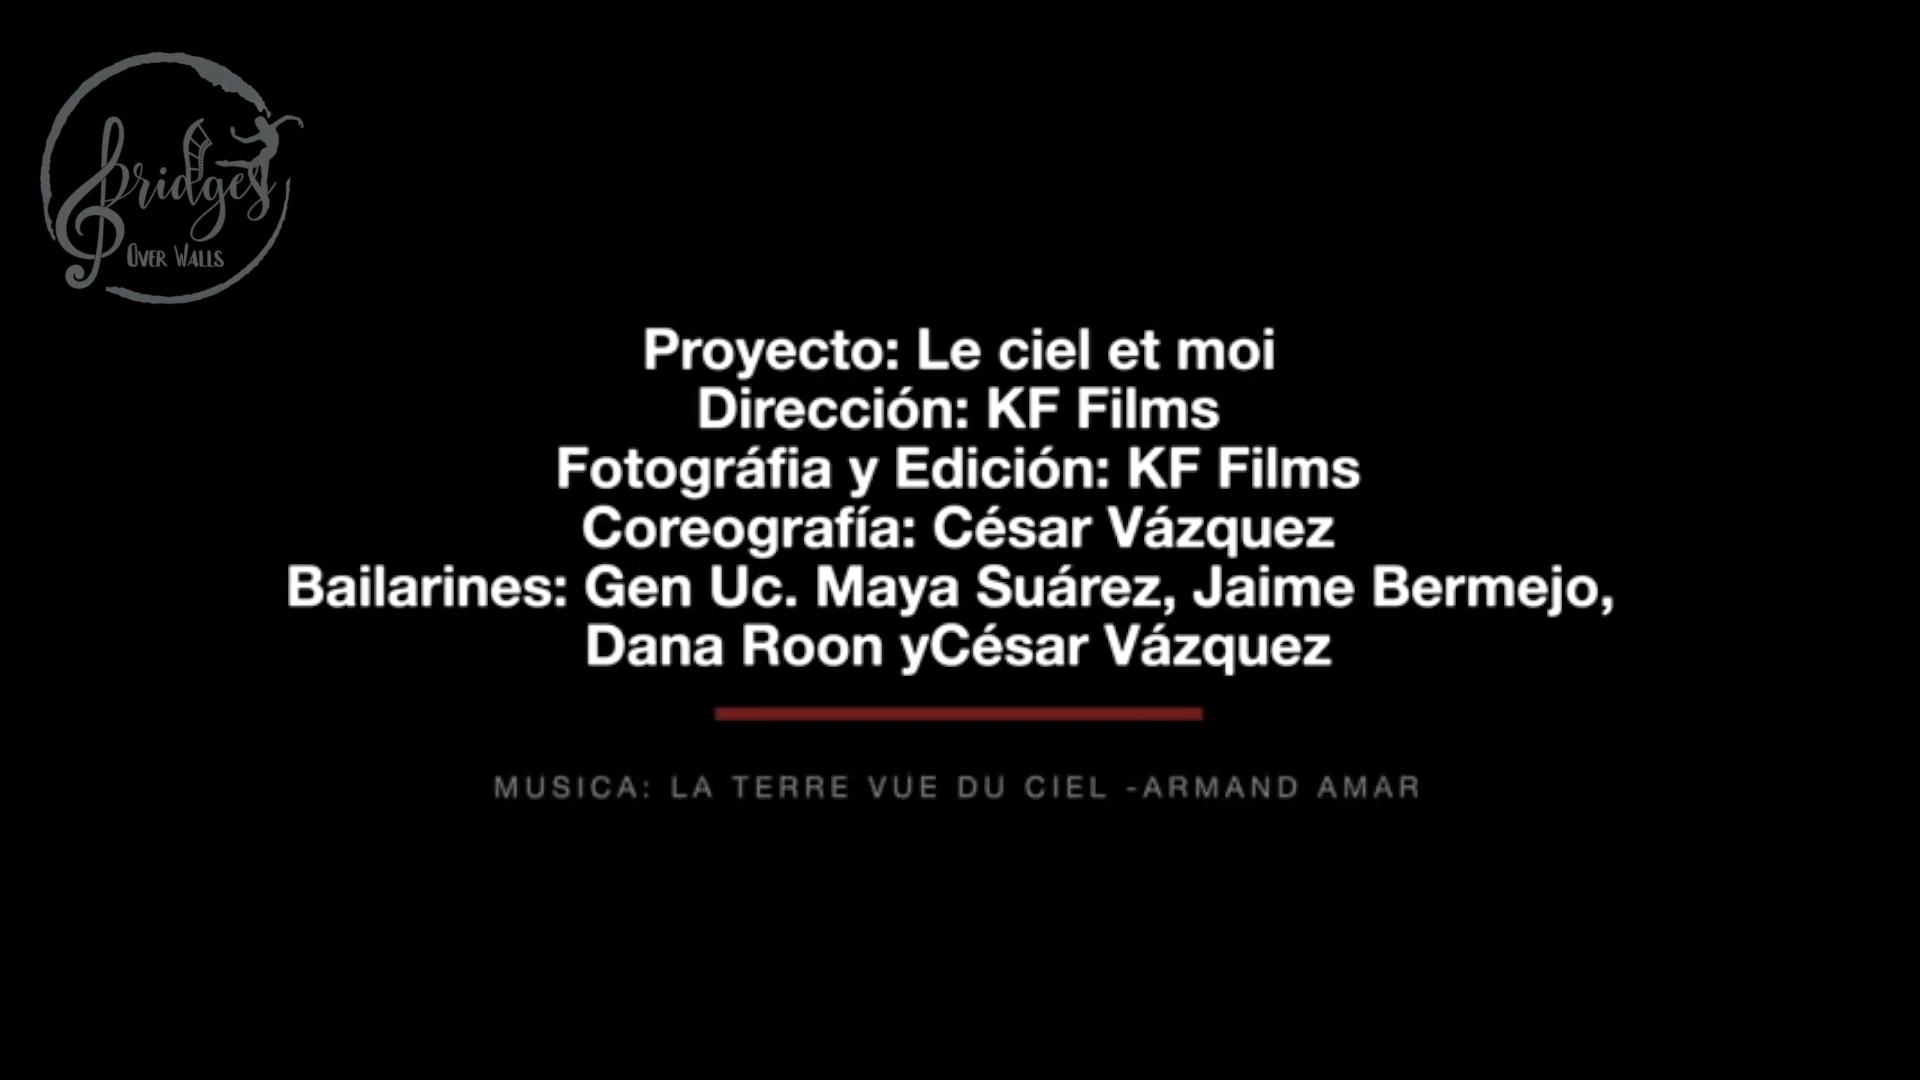 Bridges
Over Walls
Proyecto: Le ciel et moi
Dirección: KF Films
Fotográfia y Edición: KF Films
Coreografía: César Vázquez
Bailarines: Gen Uc. Maya Suárez, Jaime Bermejo,
Dana Roon yCésar Vázquez
MUSICA: LA TERRE VUE DU CIEL -ARMAND AMAR